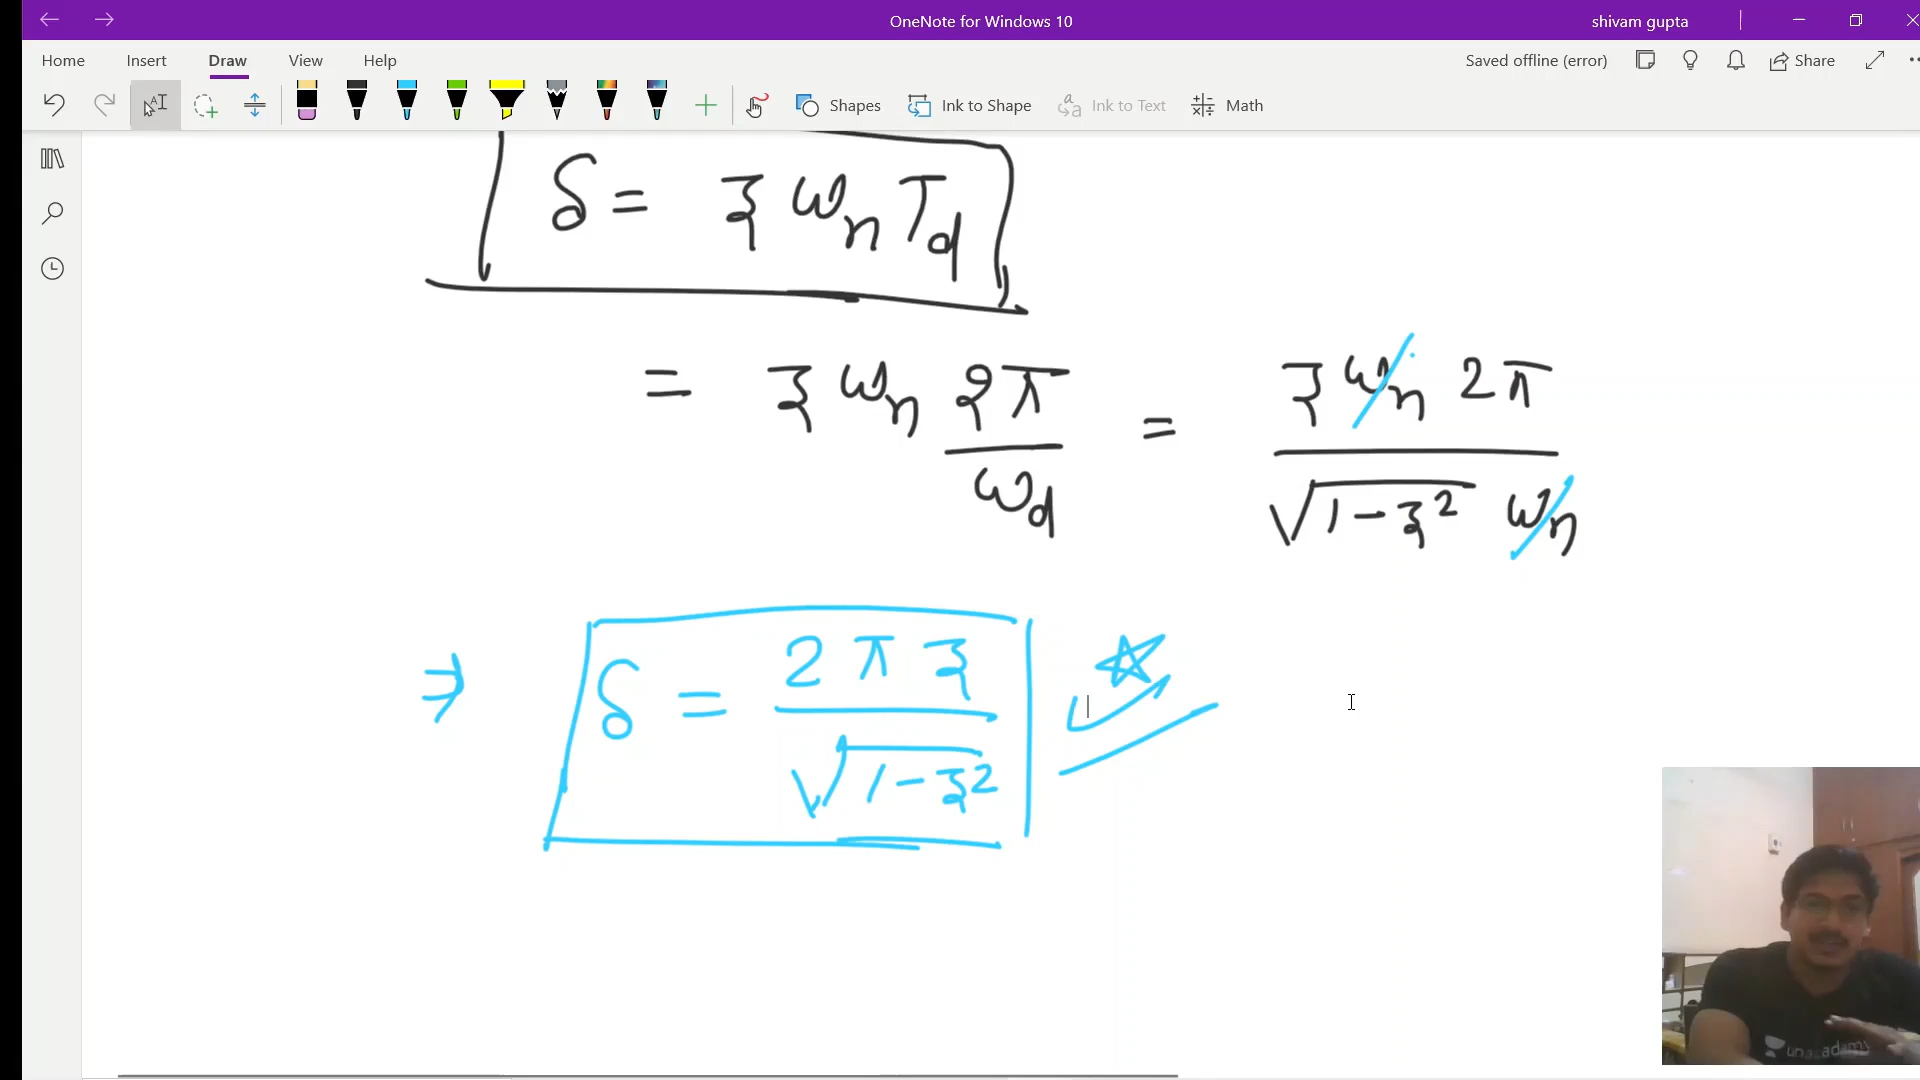 OneNote for Windows 10
shivam gupta
Home Insert Draw View Help
Saved offline (error) Share
Shapes Ink to Shape Ink to Text Math
δ = ξ ωn Td
= ξ ωn 2π / ωd = ξ ωn 2π / √(1-ξ²) ωn
⇒ δ = 2πξ / √(1-ξ²)